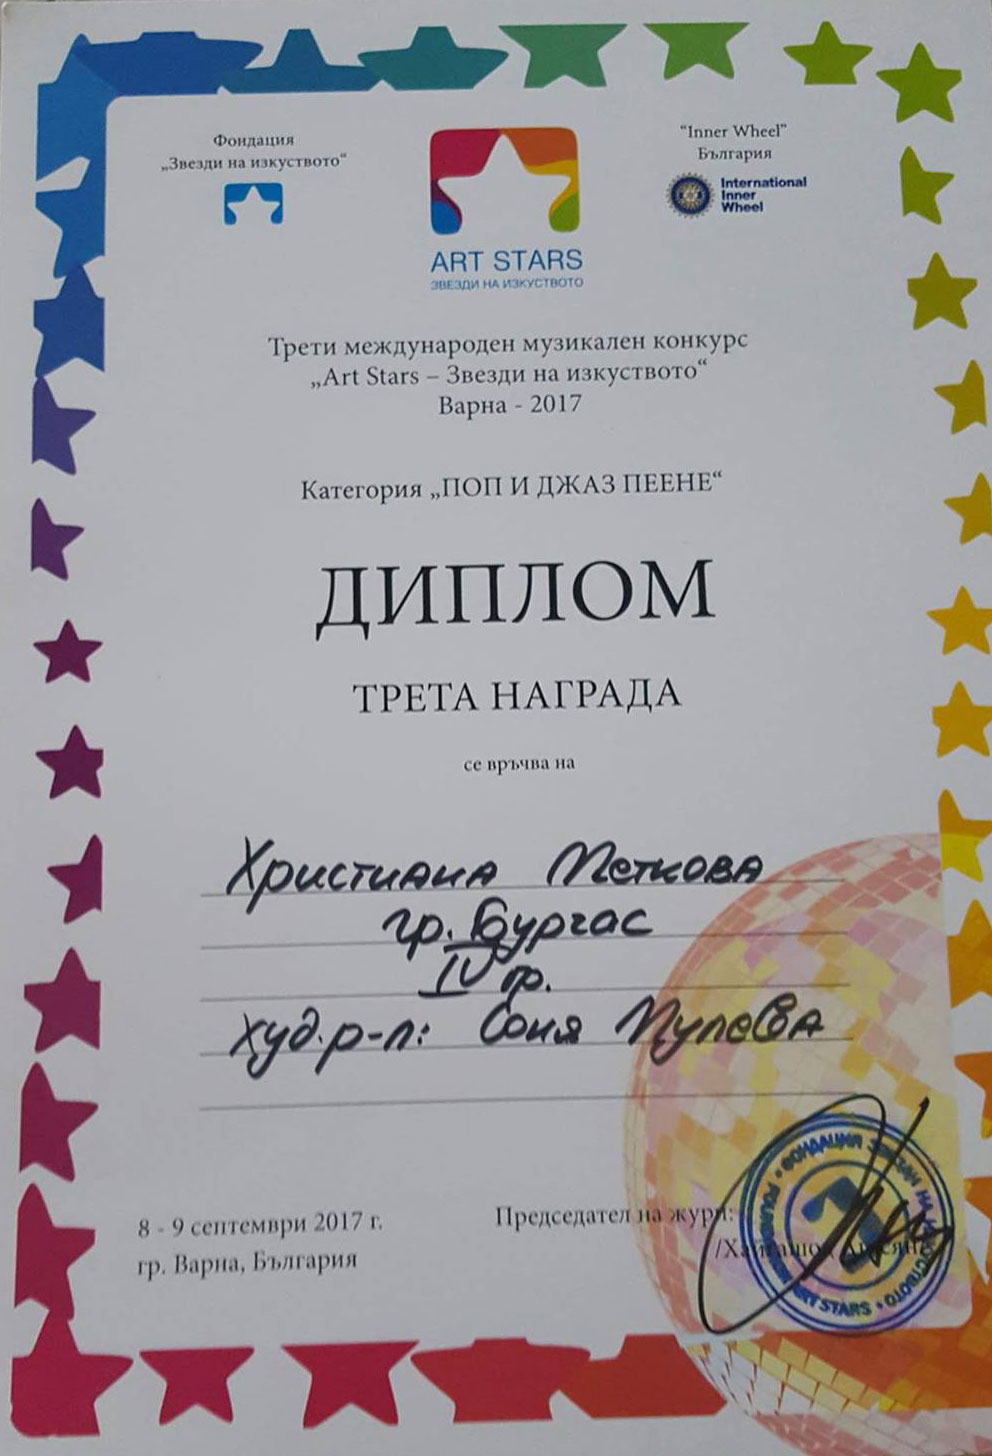 Фондация
„Звезди на изкуството“
"Inner Wheel"
България
International
Inner
Wheel
ART STARS
ЗВЕЗДИ НА ИЗКУСТВОТО
Трети международен музикален конкурс
„Art Stars – Звезди на изкуството“
Варна - 2017
Категория „ПОП И ДЖАЗ ПЕЕНЕ“
ДИПЛОМ
ТРЕТА НАГРАДА
се връчва на
Христиана Петкова
гр. Бургас
IV гр.
худ. р-л: Соня Пулева
8 - 9 септември 2017 г.
гр. Варна, България
Председател на жури:
ФОНДАЦИЯ ЗВЕЗДИ НА ИЗКУСТВОТО • ART STARS